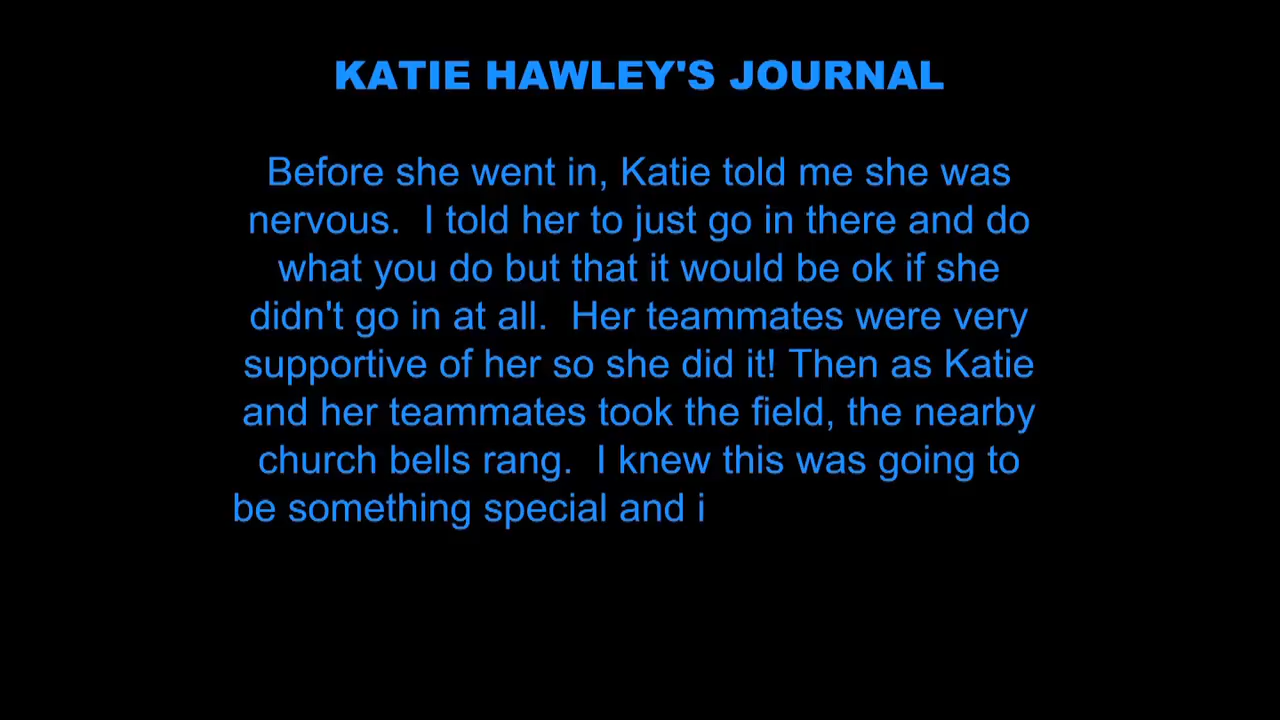 KATIE HAWLEY'S JOURNAL
Before she went in, Katie told me she was
nervous.  I told her to just go in there and do
what you do but that it would be ok if she
didn't go in at all.  Her teammates were very
supportive of her so she did it! Then as Katie
and her teammates took the field, the nearby
church bells rang.  I knew this was going to
be something special and i